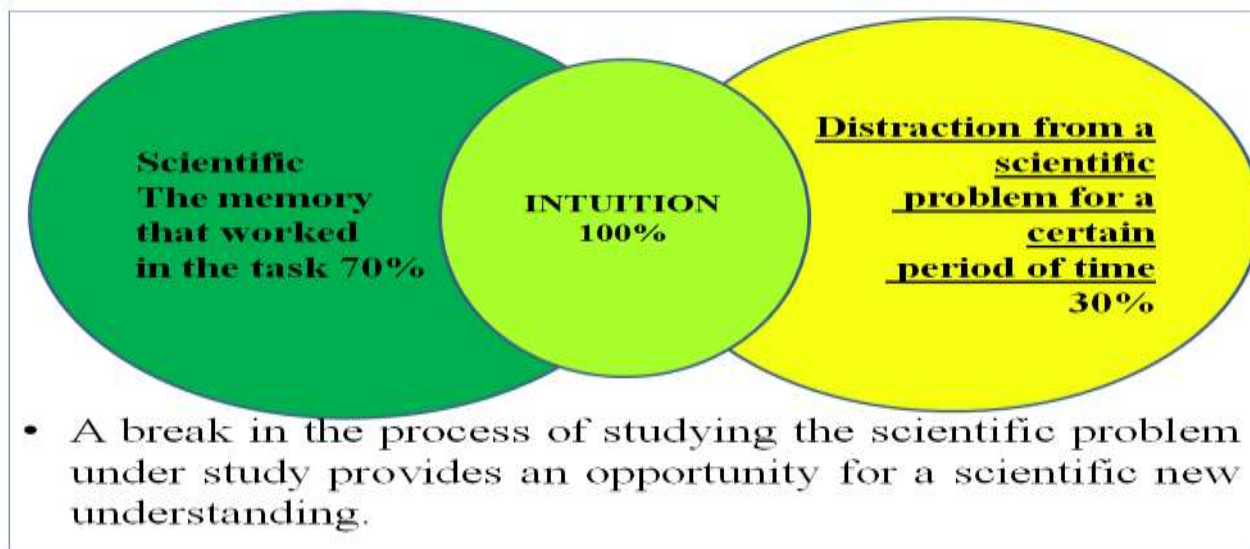 Scientific
The memory
that worked
in the task 70%
INTUITION
100%
Distraction from a
scientific
problem for a
certain
period of time
30%
• A break in the process of studying the scientific problem
under study provides an opportunity for a scientific new
understanding.